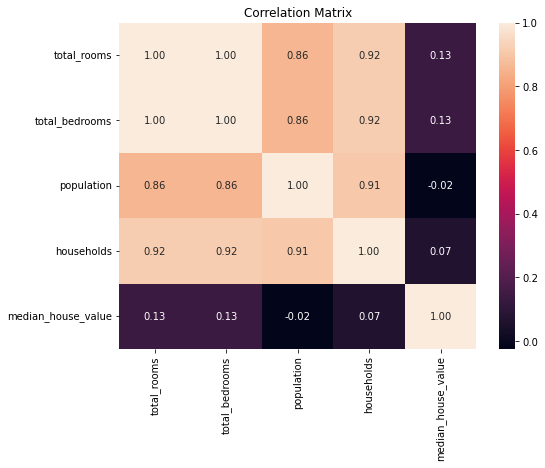 Correlation Matrix
total_rooms 1.00 1.00 0.86 0.92 0.13
total_bedrooms 1.00 1.00 0.86 0.92 0.13
population 0.86 0.86 1.00 0.91 -0.02
households 0.92 0.92 0.91 1.00 0.07
median_house_value 0.13 0.13 -0.02 0.07 1.00
total_rooms
total_bedrooms
population
households
median_house_value
1.0
0.8
0.6
0.4
0.2
0.0